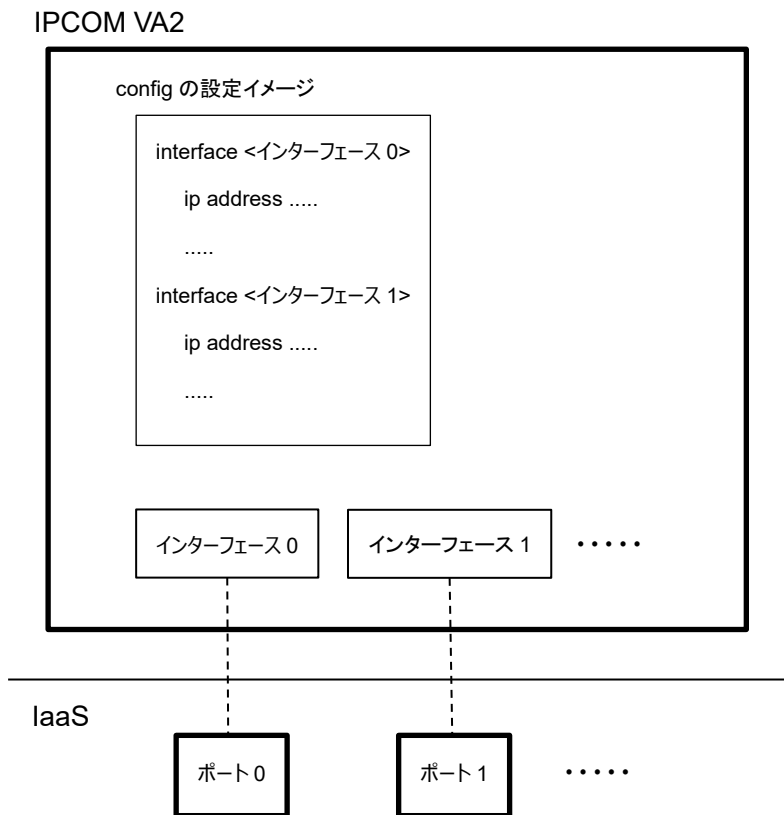 IPCOM VA2
config の設定イメージ
interface <インターフェース 0>
ip address .....
.....
interface <インターフェース 1>
ip address .....
.....
インターフェース 0
インターフェース 1
・・・・・
IaaS
ポート 0
ポート 1
・・・・・